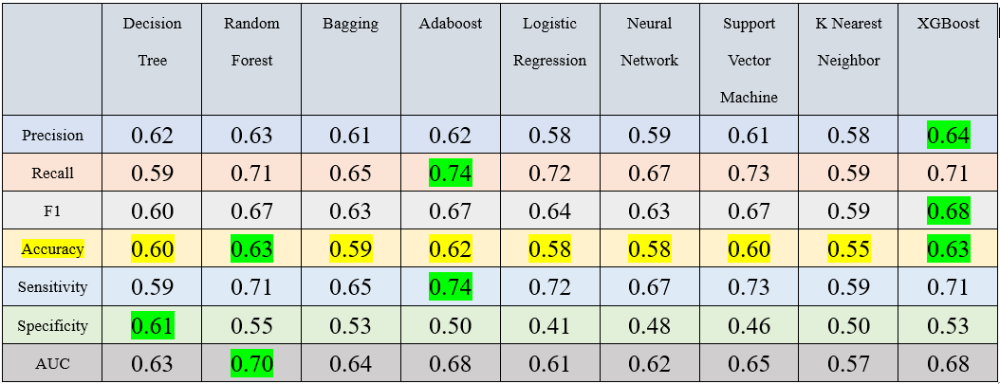 Decision Tree Random Forest Bagging Adaboost Logistic Regression Neural Network Support Vector Machine K Nearest Neighbor XGBoost
Precision 0.62 0.63 0.61 0.62 0.58 0.59 0.61 0.58 0.64
Recall 0.59 0.71 0.65 0.74 0.72 0.67 0.73 0.59 0.71
F1 0.60 0.67 0.63 0.67 0.64 0.63 0.67 0.59 0.68
Accuracy 0.60 0.63 0.59 0.62 0.58 0.58 0.60 0.55 0.63
Sensitivity 0.59 0.71 0.65 0.74 0.72 0.67 0.73 0.59 0.71
Specificity 0.61 0.55 0.53 0.50 0.41 0.48 0.46 0.50 0.53
AUC 0.63 0.70 0.64 0.68 0.61 0.62 0.65 0.57 0.68